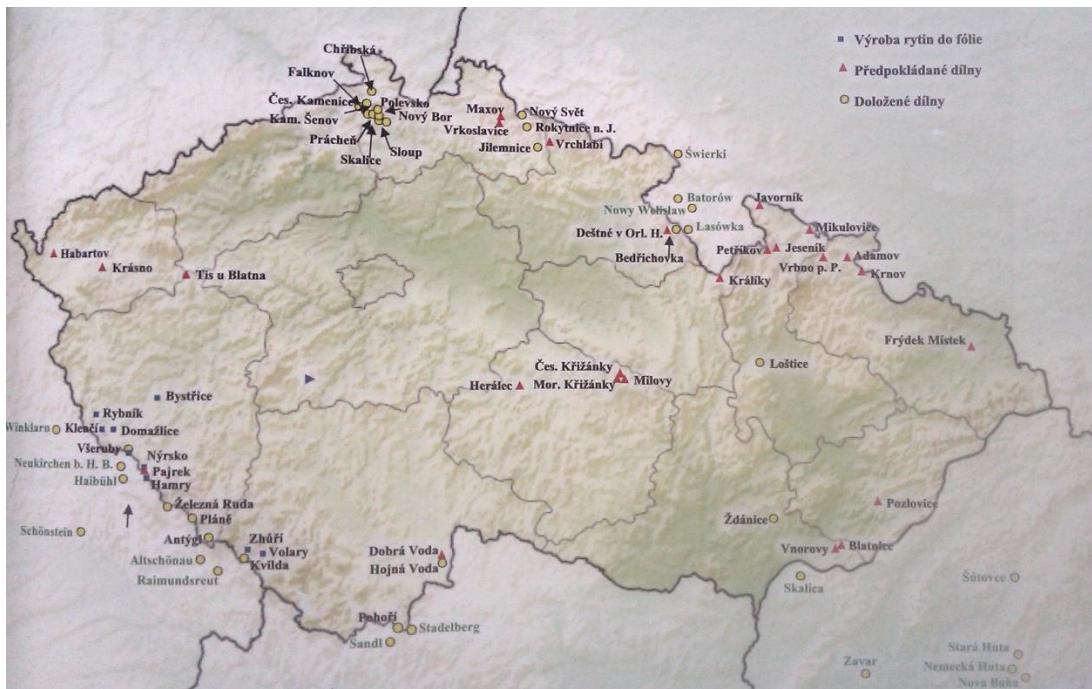 Výroba rytin do fólie
Předpokládané dílny
Doložené dílny
Chřibská
Falknov
Čes. Kamenice
Polevsko
Kam. Šenov
Nový Bor
Prácheň
Skalice
Sloup
Maxov
Vrkoslavice
Nový Svět
Rokytnice n. J.
Jilemnice
Vrchlabí
Świerki
Batorów
Nowy Welislaw
Lasówka
Deštné v Orl. H.
Bedřichovka
Javorník
Mikulovice
Petříkov
Jeseník
Vrbno p. P.
Adamov
Krnov
Králíky
Habartov
Krásno
Tis u Blatna
Frýdek Místek
Loštice
Čes. Křižánky
Herálec
Mor. Křižánky
Milovy
Bystřice
Rybník
Winklarn
Klenčí
Domažlice
Všeruby
Nýrsko
Neukirchen b. H. B.
Pajrek
Haibühl
Hamry
Železná Ruda
Pláně
Schönstein
Antýgl
Zhůří
Volary
Kvilda
Altschönau
Raimundsreut
Dobrá Voda
Hojná Voda
Pohoří
Stadelberg
Sandl
Pozlovice
Ždánice
Vnorovy
Blatnice
Skalica
Šútovce
Zavar
Stará Huta
Nemecká Huta
Nová Baňa